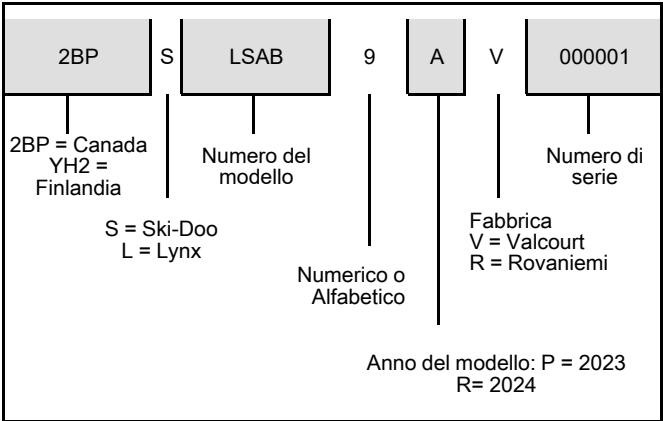 2BP S LSAB 9 A V 000001
2BP = Canada
YH2 =
Finlandia
Numero del
modello
Numero di
serie
S = Ski-Doo
L = Lynx
Fabbrica
V = Valcourt
R = Rovaniemi
Numerico o
Alfabetico
Anno del modello: P = 2023
R= 2024